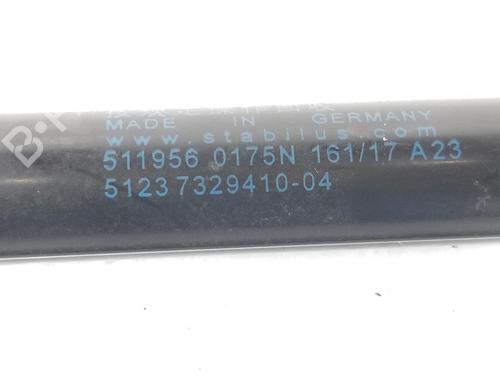 MADE IN GERMANY
www.stabilus.com
511956 0175N 161/17 A23
51237329410-04